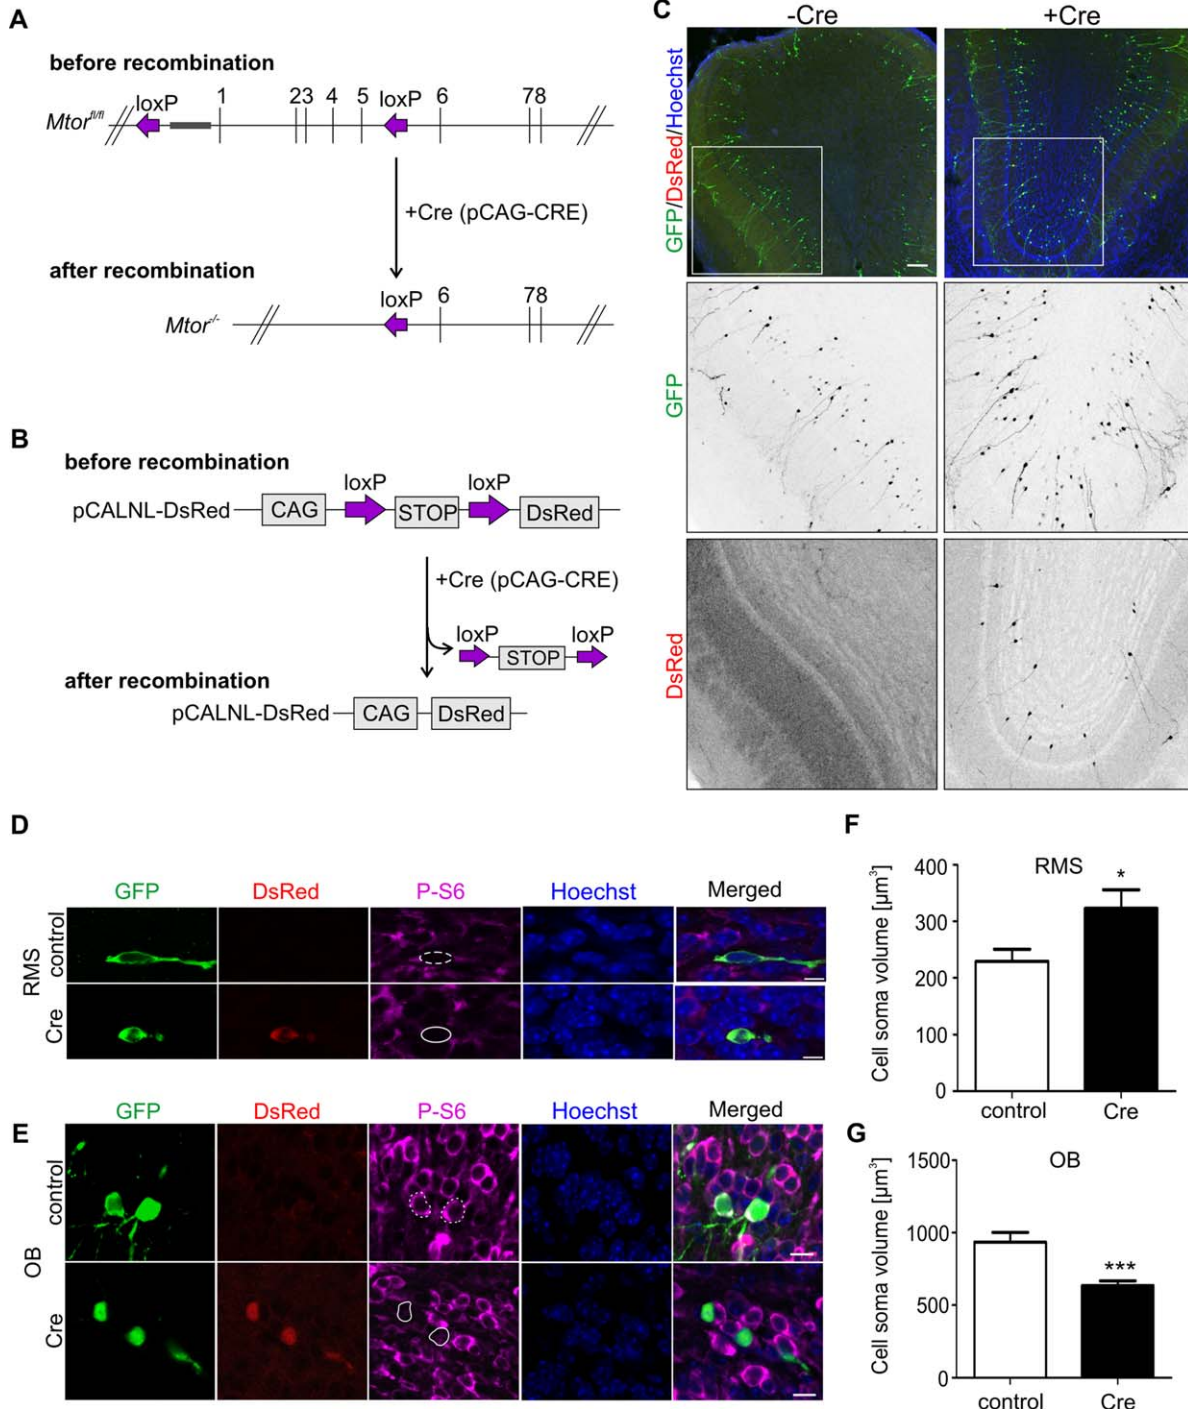 A
before recombination
loxP 1 23 4 5 loxP 6 78
Mtor fl/fl
+Cre (pCAG-CRE)
after recombination
loxP 6 78
Mtor -/-
B
before recombination
loxP loxP
pCALNL-DsRed CAG STOP DsRed
+Cre (pCAG-CRE)
loxP loxP
STOP
after recombination
pCALNL-DsRed CAG DsRed
C
-Cre +Cre
GFP/DsRed/Hoechst
GFP
DsRed
D
GFP DsRed P-S6 Hoechst Merged
RMS
control
Cre
E
GFP DsRed P-S6 Hoechst Merged
OB
control
Cre
F
RMS
Cell soma volume [µm³]
400
300
200
100
0
*
control Cre
G
OB
Cell soma volume [µm³]
1500
1000
500
0
***
control Cre